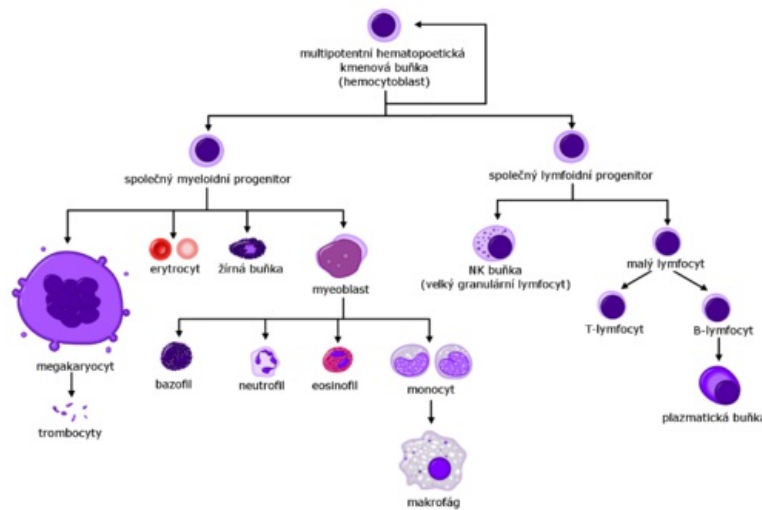 multipotentní hematopoetická
kmenová buňka
(hemocytoblast)
společný myeloidní progenitor
společný lymfoidní progenitor
erytrocyt
žírná buňka
myeoblast
NK buňka
(velký granulární lymfocyt)
malý lymfocyt
T-lymfocyt
B-lymfocyt
megakaryocyt
bazofil
neutrofil
eosinofil
monocyt
plazmatická buňka
trombocyty
makrofág